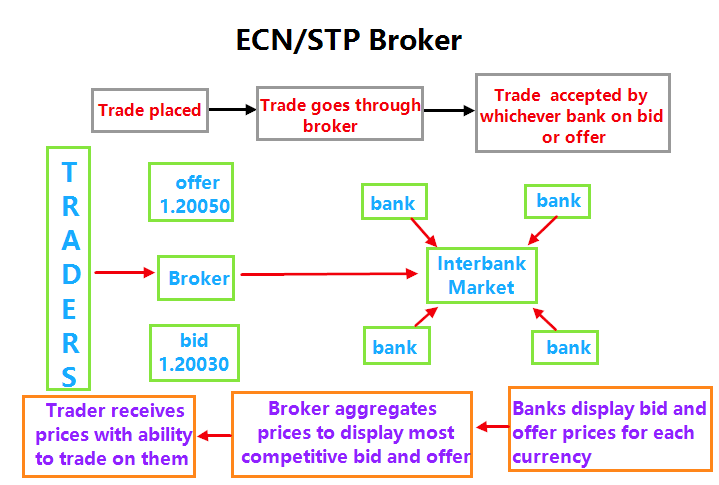 ECN/STP Broker
Trade placed
Trade goes through
broker
Trade accepted by
whichever bank on bid
or offer
TRADERS
offer
1.20050
Broker
bid
1.20030
bank
bank
Interbank
Market
bank
bank
Trader receives
prices with ability
to trade on them
Broker aggregates
prices to display most
competitive bid and offer
Banks display bid and
offer prices for each
currency